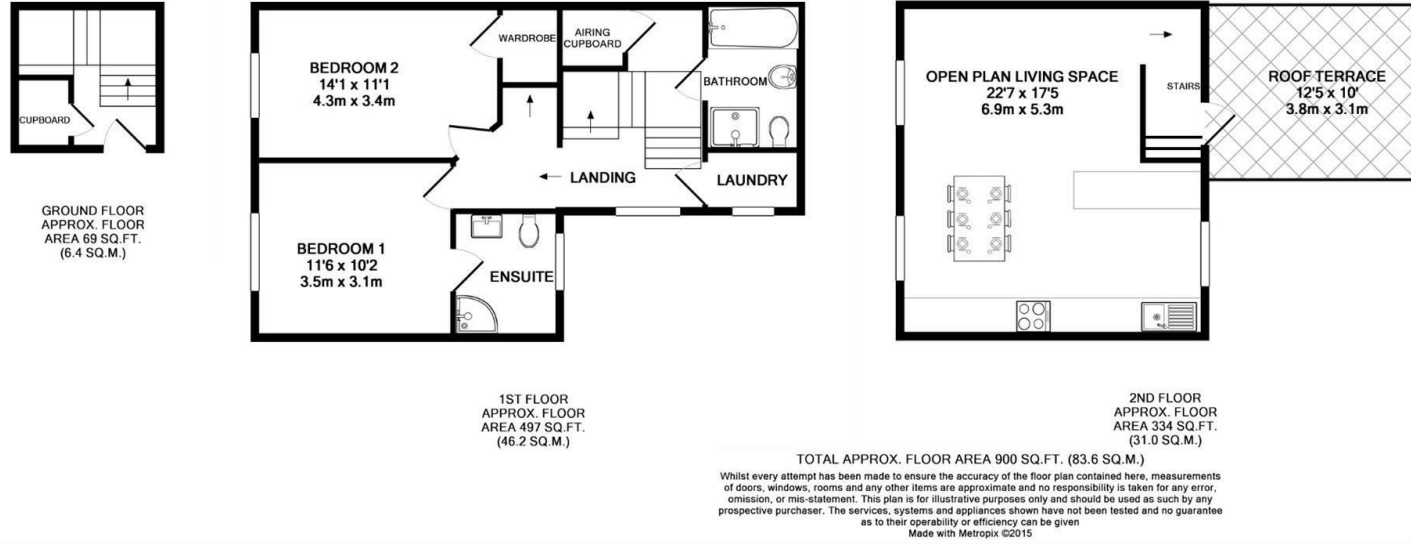 CUPBOARD
GROUND FLOOR
APPROX. FLOOR
AREA 69 SQ.FT.
(6.4 SQ.M.)
BEDROOM 2
14'1 x 11'1
4.3m x 3.4m
WARDROBE
AIRING
CUPBOARD
BATHROOM
LANDING
LAUNDRY
BEDROOM 1
11'6 x 10'2
3.5m x 3.1m
ENSUITE
1ST FLOOR
APPROX. FLOOR
AREA 497 SQ.FT.
(46.2 SQ.M.)
OPEN PLAN LIVING SPACE
22'7 x 17'5
6.9m x 5.3m
STAIRS
ROOF TERRACE
12'5 x 10'
3.8m x 3.1m
2ND FLOOR
APPROX. FLOOR
AREA 334 SQ.FT.
(31.0 SQ.M.)
TOTAL APPROX. FLOOR AREA 900 SQ.FT. (83.6 SQ.M.)
Whilst every attempt has been made to ensure the accuracy of the floor plan contained here, measurements
of doors, windows, rooms and any other items are approximate and no responsibility is taken for any error,
omission, or mis-statement. This plan is for illustrative purposes only and should be used as such by any
prospective purchaser. The services, systems and appliances shown have not been tested and no guarantee
as to their operability or efficiency can be given
Made with Metropix ©2015